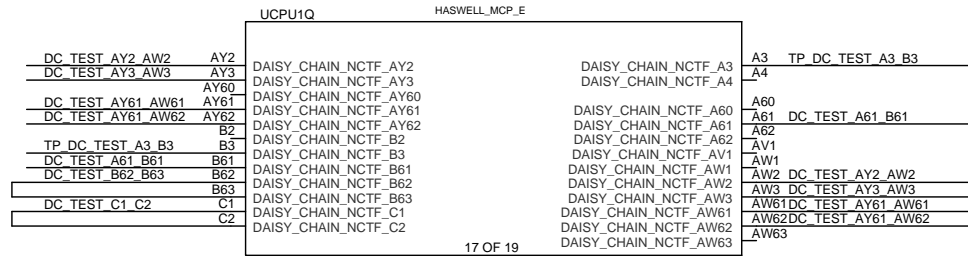 UCPU1Q
HASWELL_MCP_E
DC_TEST_AY2_AW2 AY2
DC_TEST_AY3_AW3 AY3
AY60
DC_TEST_AY61_AW61 AY61
DC_TEST_AY61_AW62 AY62
B2
TP_DC_TEST_A3_B3 B3
DC_TEST_A61_B61 B61
DC_TEST_B62_B63 B62
B63
DC_TEST_C1_C2 C1
C2
DAISY_CHAIN_NCTF_AY2
DAISY_CHAIN_NCTF_AY3
DAISY_CHAIN_NCTF_AY60
DAISY_CHAIN_NCTF_AY61
DAISY_CHAIN_NCTF_AY62
DAISY_CHAIN_NCTF_B2
DAISY_CHAIN_NCTF_B3
DAISY_CHAIN_NCTF_B61
DAISY_CHAIN_NCTF_B62
DAISY_CHAIN_NCTF_B63
DAISY_CHAIN_NCTF_C1
DAISY_CHAIN_NCTF_C2
DAISY_CHAIN_NCTF_A3
DAISY_CHAIN_NCTF_A4
DAISY_CHAIN_NCTF_A60
DAISY_CHAIN_NCTF_A61
DAISY_CHAIN_NCTF_A62
DAISY_CHAIN_NCTF_AV1
DAISY_CHAIN_NCTF_AW1
DAISY_CHAIN_NCTF_AW2
DAISY_CHAIN_NCTF_AW3
DAISY_CHAIN_NCTF_AW61
DAISY_CHAIN_NCTF_AW62
DAISY_CHAIN_NCTF_AW63
17 OF 19
A3 TP_DC_TEST_A3_B3
A4
A60
A61 DC_TEST_A61_B61
A62
AV1
AW1
AW2 DC_TEST_AY2_AW2
AW3 DC_TEST_AY3_AW3
AW61 DC_TEST_AY61_AW61
AW62 DC_TEST_AY61_AW62
AW63